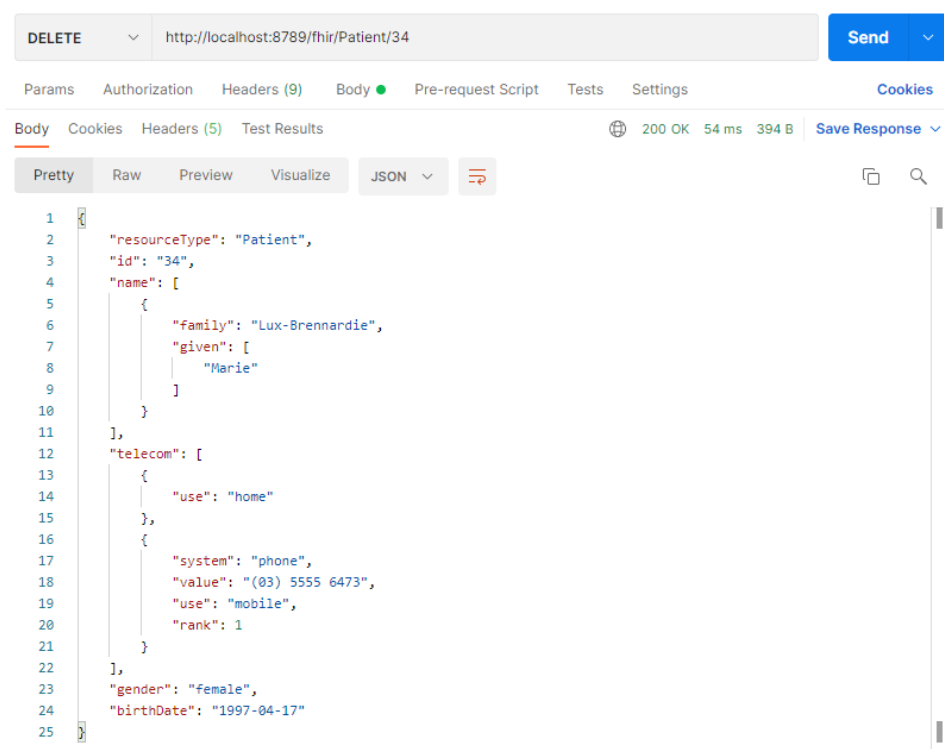 DELETE http://localhost:8789/fhir/Patient/34 Send
Params Authorization Headers (9) Body Pre-request Script Tests Settings Cookies
Body Cookies Headers (5) Test Results 200 OK 54 ms 394 B Save Response
Pretty Raw Preview Visualize JSON
1 {
2 "resourceType": "Patient",
3 "id": "34",
4 "name": [
5 {
6 "family": "Lux-Brennardie",
7 "given": [
8 "Marie"
9 ]
10 }
11 ],
12 "telecom": [
13 {
14 "use": "home"
15 },
16 {
17 "system": "phone",
18 "value": "(03) 5555 6473",
19 "use": "mobile",
20 "rank": 1
21 }
22 ],
23 "gender": "female",
24 "birthDate": "1997-04-17"
25 }